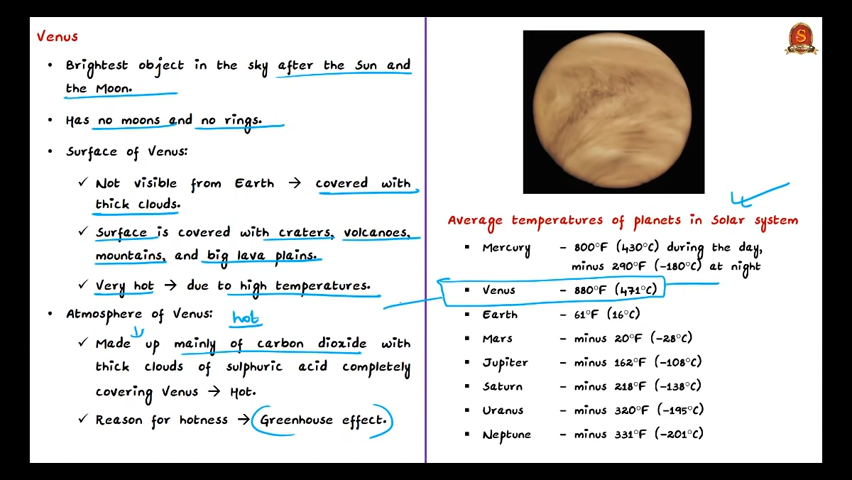 Venus
• Brightest object in the sky after the Sun and
the Moon.
• Has no moons and no rings.
• Surface of Venus:
✓ Not visible from Earth → covered with
thick clouds.
✓ Surface is covered with craters, volcanoes,
mountains, and big lava plains.
✓ Very hot → due to high temperatures.
• Atmosphere of Venus: hot
✓ Made up mainly of carbon dioxide with
thick clouds of sulphuric acid completely
covering Venus → Hot.
✓ Reason for hotness → Greenhouse effect.
S
Average temperatures of planets in Solar system
▪ Mercury – 800°F (430°C) during the day,
minus 290°F (-180°C) at night
▪ Venus – 880°F (471°C)
▪ Earth – 61°F (16°C)
▪ Mars – minus 20°F (-28°C)
▪ Jupiter – minus 162°F (-108°C)
▪ Saturn – minus 218°F (-138°C)
▪ Uranus – minus 320°F (-195°C)
▪ Neptune – minus 331°F (-201°C)